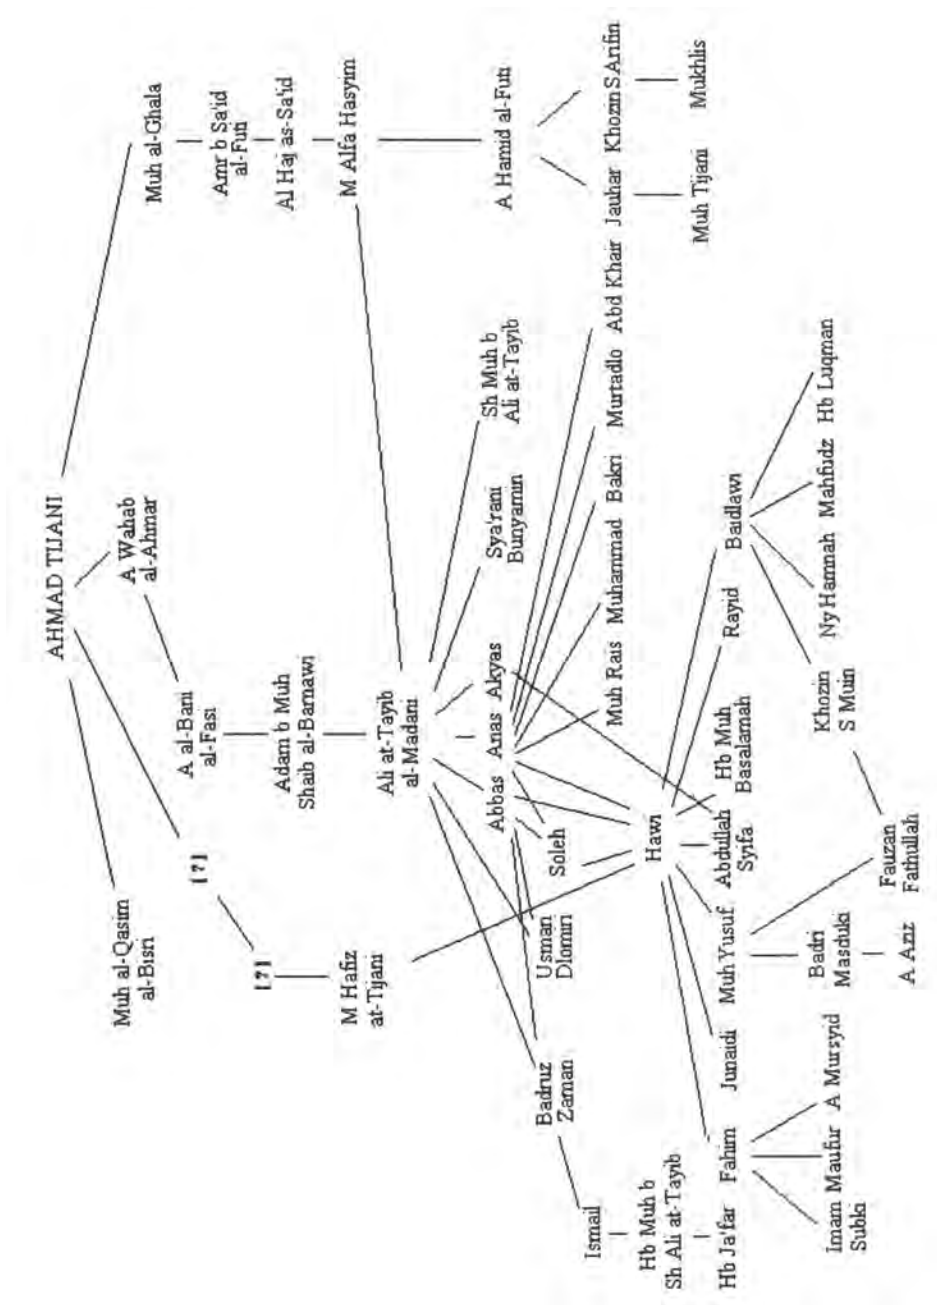 AHMAD TIJANI
Muh al-Qasim
al-Bisri
A Wahab
al-Ahmar
Muh al-Ghala
[?]
A al-Bani
al-Fasi
Amr b Sa'id
al-Futi
[?]
Adam b Muh
Shaib al-Barnawi
Al Haj as-Sa'id
M Hafiz
at-Tijani
Ali at-Tayib
al-Madani
M Alfa Hasyim
Abbas
Anas
Akyas
Sya'rani
Bunyamin
Sh Muh b
Ali at-Tayib
A Hamid al-Futi
Badruz
Zaman
Usman
Dlomiri
Soleh
Ismail
Muh Rais
Muhammad
Bakri
Murtadlo
Abd Khair
Jauhar
Khozin S Arifin
Hb Muh b
Sh Ali at-Tayib
Hawi
Muh Tijani
Mukhlis
Hb Ja'far
Fahim
Junaidi
Muh Yusuf
Abdullah
Syifa
Hb Muh
Basalamah
Rayid
Baidlawi
Imam
Subki
Maufur
A Mursyid
Badri
Masduki
Khozin
S Muin
Ny Hamnah
Mahfudz
Hb Luqman
A Aziz
Fauzan
Fathullah